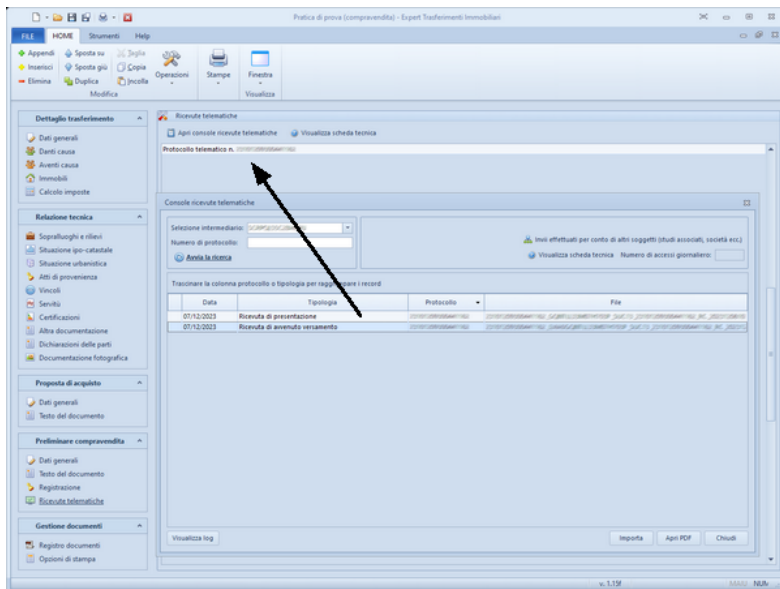 Pratica di prova (compravendita) - Expert Trasferimenti Immobiliari
FILE HOME Strumenti Help
Appendi Sposta su Taglia
Inserisci Sposta giù Copia
Elimina Duplica Incolla
Operazioni Stampe Finestra
Modifica Visualizza
Dettaglio trasferimento
Dati generali
Danti causa
Aventi causa
Immobili
Calcolo imposte
Relazione tecnica
Sopralluoghi e rilievi
Situazione ipo-catastale
Situazione urbanistica
Atti di provenienza
Vincoli
Servitù
Certificazioni
Altra documentazione
Dichiarazioni delle parti
Documentazione fotografica
Proposta di acquisto
Dati generali
Testo del documento
Preliminare compravendita
Dati generali
Testo del documento
Registrazione
Ricevute telematiche
Gestione documenti
Registro documenti
Opzioni di stampa
Ricevute telematiche
Apri console ricevute telematiche Visualizza scheda tecnica
Protocollo telematico n.
Console ricevute telematiche
Selezione intermediario:
Numero di protocollo:
Avvia la ricerca
Invii effettuati per conto di altri soggetti (studi associati, società ecc.)
Visualizza scheda tecnica Numero di accessi giornaliero:
Trascinare la colonna protocollo o tipologia per raggruppare i record
Data Tipologia Protocollo File
07/12/2023 Ricevuta di presentazione
07/12/2023 Ricevuta di avvenuto versamento
Visualizza log Importa Apri PDF Chiudi
v. 1.15f MAIU NUM